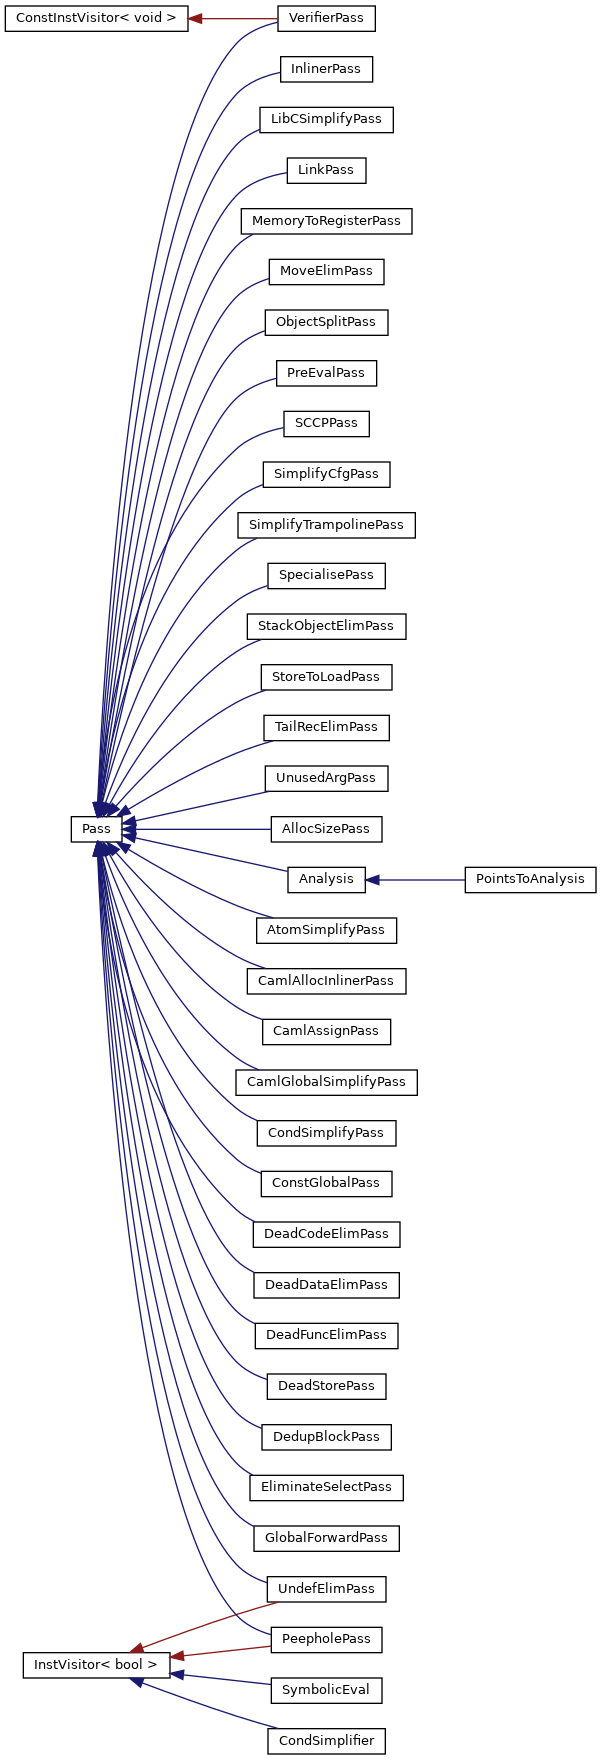 ConstInstVisitor< void >
VerifierPass
InlinerPass
LibCSimplifyPass
LinkPass
MemoryToRegisterPass
MoveElimPass
ObjectSplitPass
PreEvalPass
SCCPPass
SimplifyCfgPass
SimplifyTrampolinePass
SpecialisePass
StackObjectElimPass
StoreToLoadPass
TailRecElimPass
UnusedArgPass
Pass
AllocSizePass
Analysis
PointsToAnalysis
AtomSimplifyPass
CamlAllocInlinerPass
CamlAssignPass
CamlGlobalSimplifyPass
CondSimplifyPass
ConstGlobalPass
DeadCodeElimPass
DeadDataElimPass
DeadFuncElimPass
DeadStorePass
DedupBlockPass
EliminateSelectPass
GlobalForwardPass
UndefElimPass
PeepholePass
InstVisitor< bool >
SymbolicEval
CondSimplifier